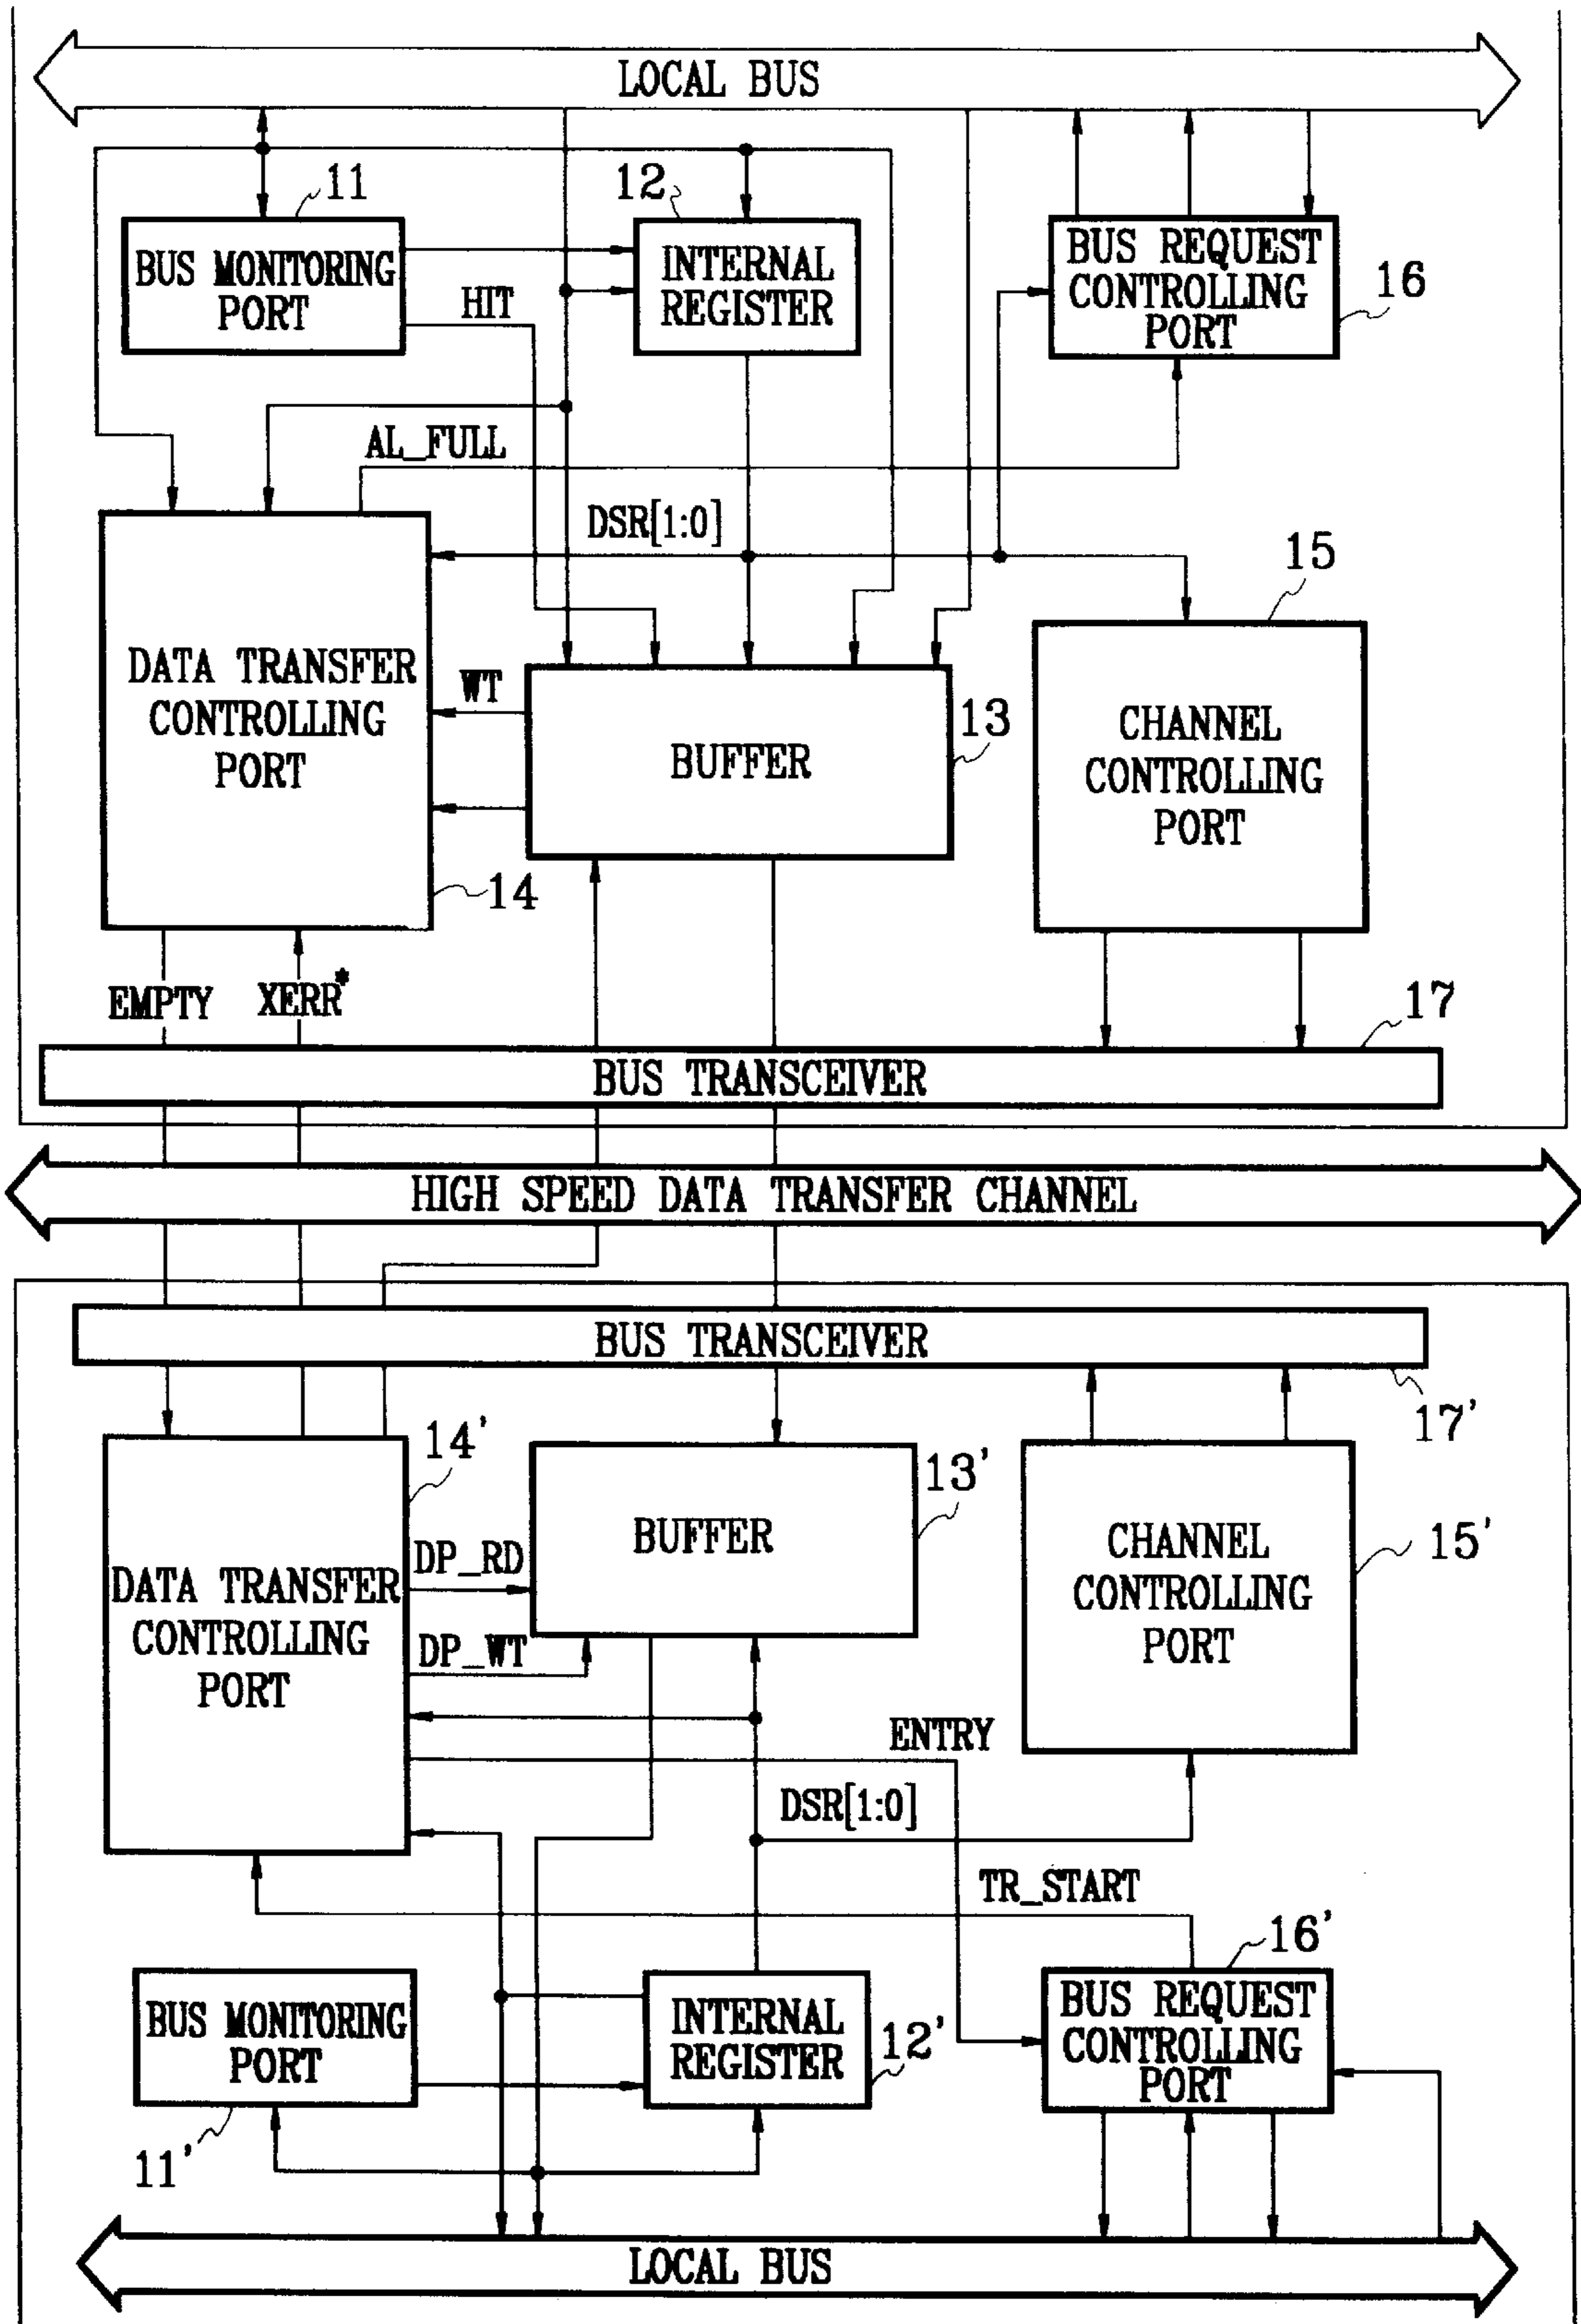 LOCAL BUS
11
12
BUS MONITORING
PORT
HIT
INTERNAL
REGISTER
BUS REQUEST
CONTROLLING
PORT
16
AL_FULL
DSR[1:0]
15
DATA TRANSFER
CONTROLLING
PORT
WT
BUFFER
13
CHANNEL
CONTROLLING
PORT
14
EMPTY
XERR*
17
BUS TRANSCEIVER
HIGH SPEED DATA TRANSFER CHANNEL
BUS TRANSCEIVER
17'
14'
13'
BUFFER
CHANNEL
CONTROLLING
PORT
15'
DP_RD
DATA TRANSFER
CONTROLLING
PORT
DP_WT
ENTRY
DSR[1:0]
TR_START
16'
BUS MONITORING
PORT
INTERNAL
REGISTER
12'
BUS REQUEST
CONTROLLING
PORT
11'
LOCAL BUS